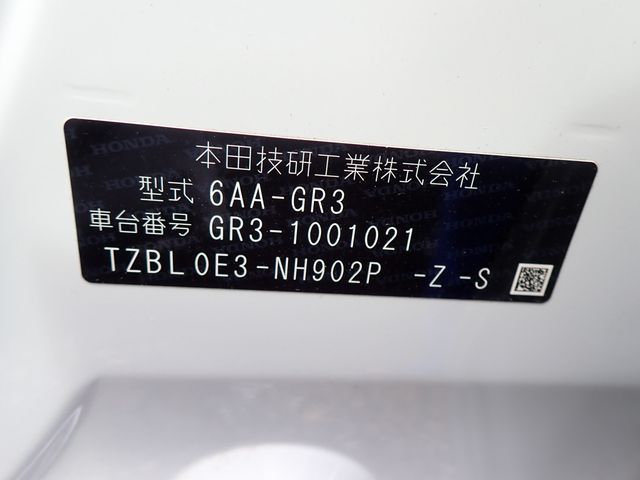 本田技研工業株式会社
型式 6AA-GR3
車台番号 GR3-1001021
TZBL0E3-NH902P -Z -S